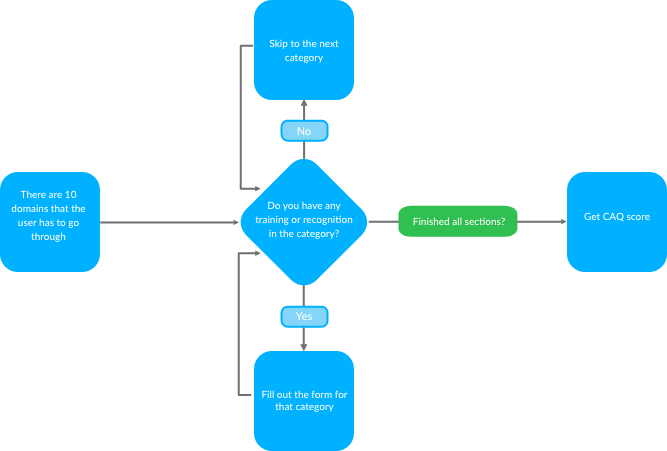 Skip to the next
category
No
There are 10
domains that the
user has to go
through
Do you have any
training or recognition
in the category?
Finished all sections?
Get CAQ score
Yes
Fill out the form for
that category